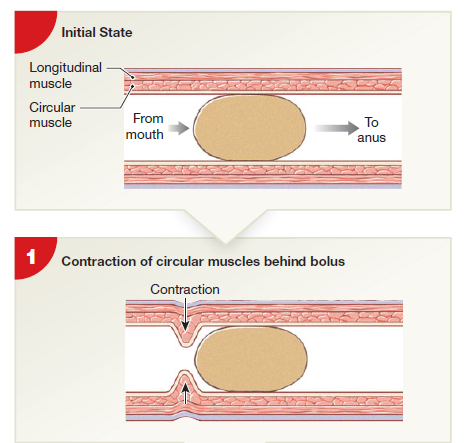 Initial State
Longitudinal
muscle
Circular
muscle
From
mouth
To
anus
1
Contraction of circular muscles behind bolus
Contraction